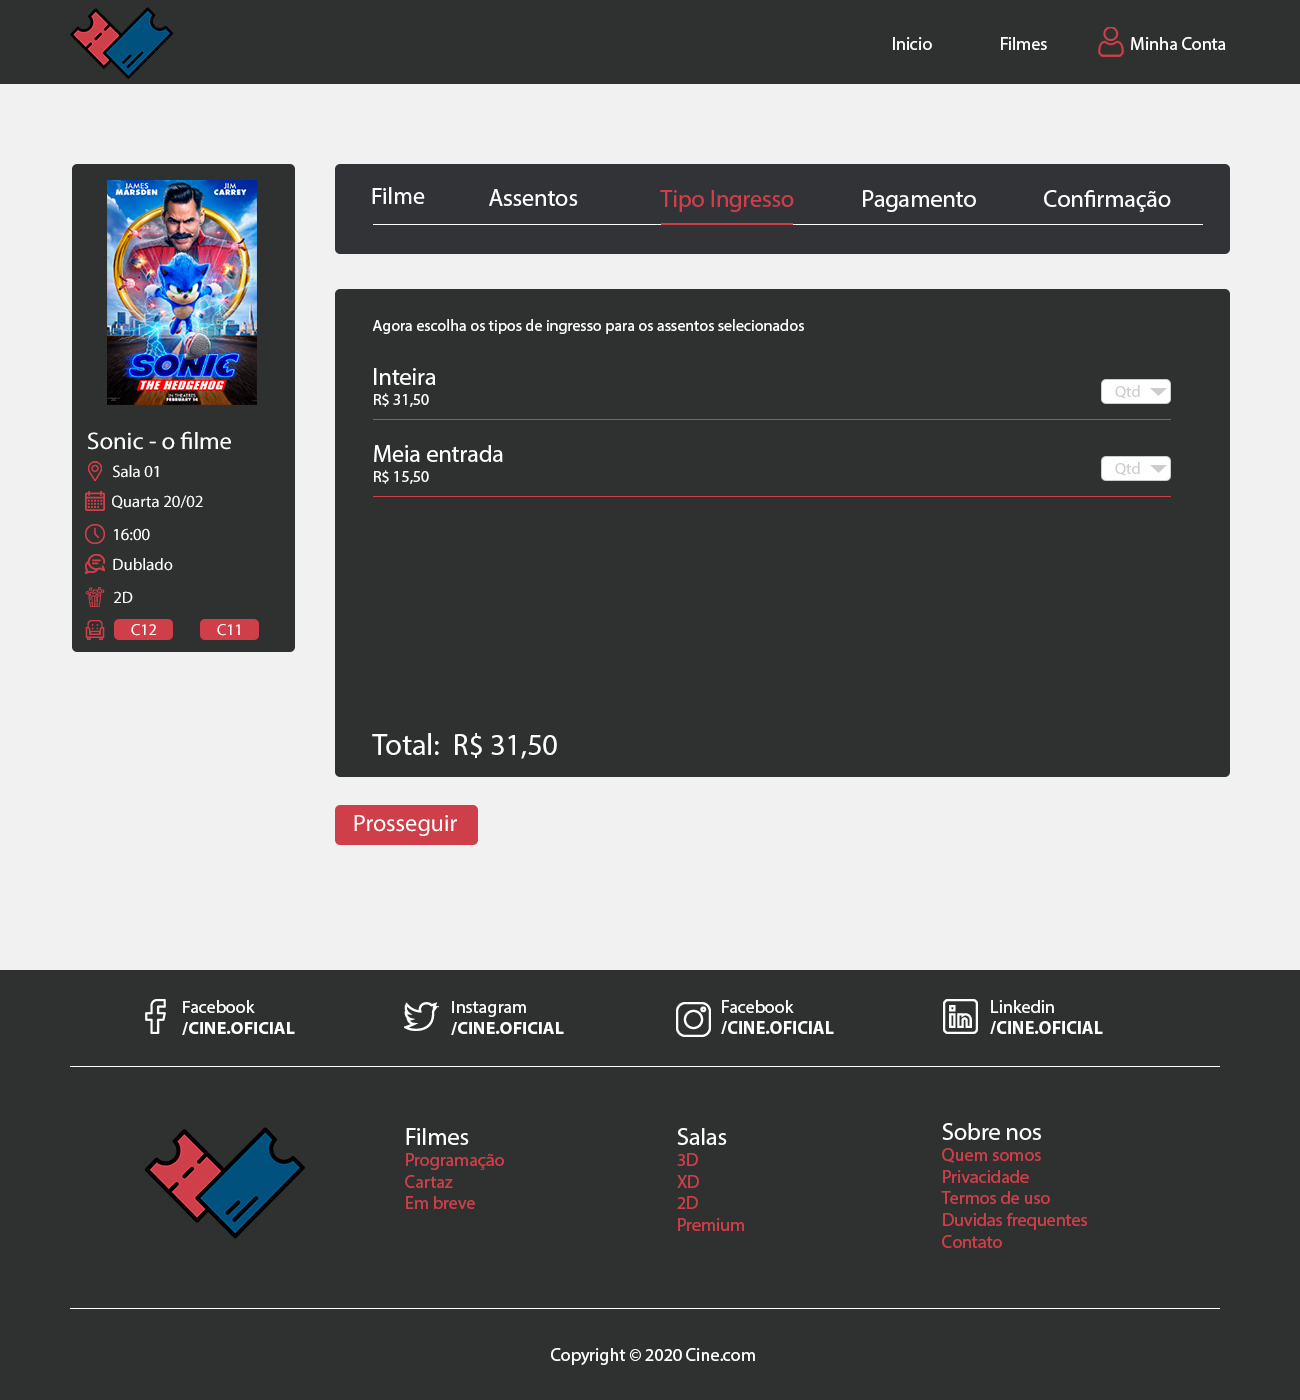 Inicio
Filmes
Minha Conta
JAMES MARSDEN
JIM CARREY
SONIC
THE HEDGEHOG
IN THEATRES
FEBRUARY 14
Sonic - o filme
Sala 01
Quarta 20/02
16:00
Dublado
2D
C12
C11
Filme
Assentos
Tipo Ingresso
Pagamento
Confirmação
Agora escolha os tipos de ingresso para os assentos selecionados
Inteira
R$ 31,50
Qtd
Meia entrada
R$ 15,50
Qtd
Total: R$ 31,50
Prosseguir
Facebook
/CINE.OFICIAL
Instagram
/CINE.OFICIAL
Facebook
/CINE.OFICIAL
Linkedin
/CINE.OFICIAL
Filmes
Programação
Cartaz
Em breve
Salas
3D
XD
2D
Premium
Sobre nos
Quem somos
Privacidade
Termos de uso
Duvidas frequentes
Contato
Copyright © 2020 Cine.com